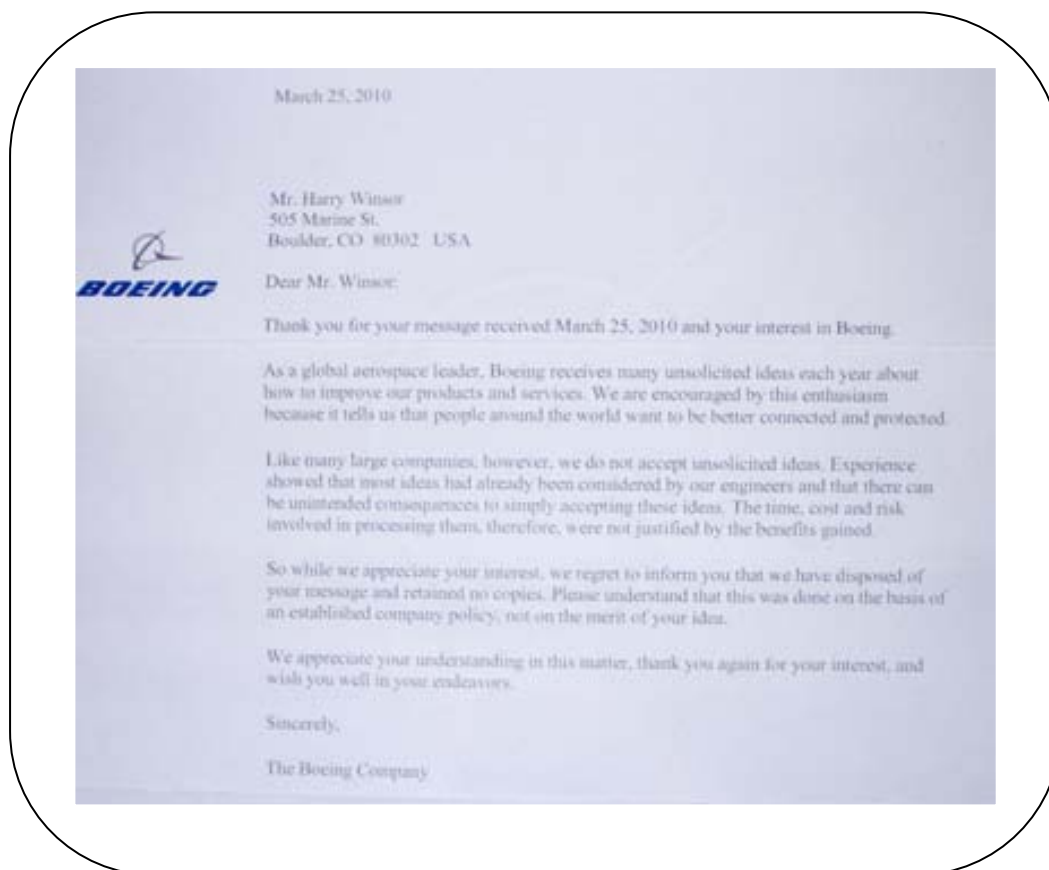 March 25, 2010
Mr. Harry Winsor
505 Marine St.
Boulder, CO  80302   USA
BOEING
Dear Mr. Winsor:
Thank you for your message received March 25, 2010 and your interest in Boeing.
As a global aerospace leader, Boeing receives many unsolicited ideas each year about
how to improve our products and services. We are encouraged by this enthusiasm
because it tells us that people around the world want to be better connected and protected.
Like many large companies, however, we do not accept unsolicited ideas. Experience
showed that most ideas had already been considered by our engineers and that there can
be unintended consequences to simply accepting these ideas. The time, cost and risk
involved in processing them, therefore, were not justified by the benefits gained.
So while we appreciate your interest, we regret to inform you that we have disposed of
your message and retained no copies. Please understand that this was done on the basis of
an established company policy, not on the merit of your idea.
We appreciate your understanding in this matter, thank you again for your interest, and
wish you well in your endeavors.
Sincerely,
The Boeing Company